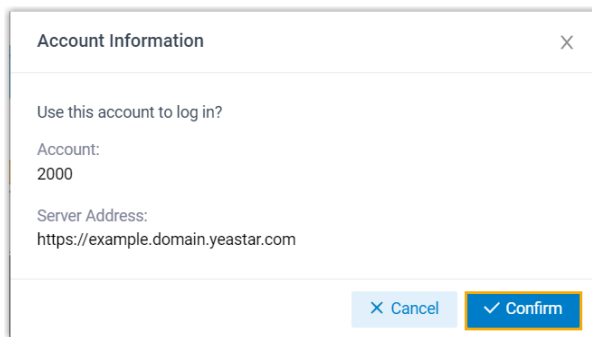 Account Information
Use this account to log in?
Account:
2000
Server Address:
https://example.domain.yeastar.com
Cancel
Confirm